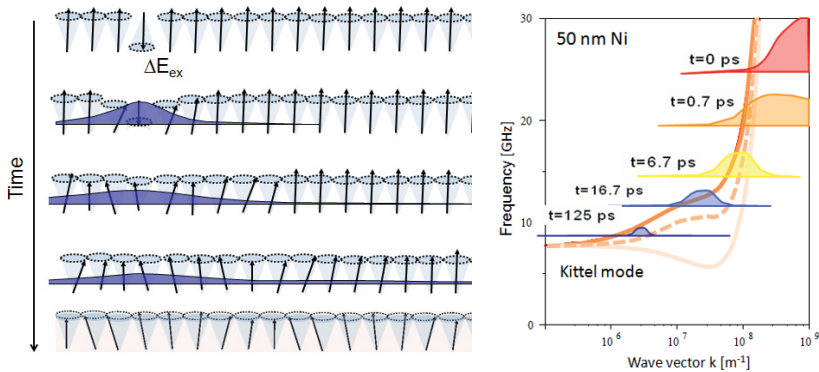 Time
ΔE_ex
50 nm Ni
Frequency [GHz]
30
20
10
0
t=0 ps
t=0.7 ps
t=6.7 ps
t=16.7 ps
t=125 ps
Kittel mode
10^6 10^7 10^8 10^9
Wave vector k [m^-1]